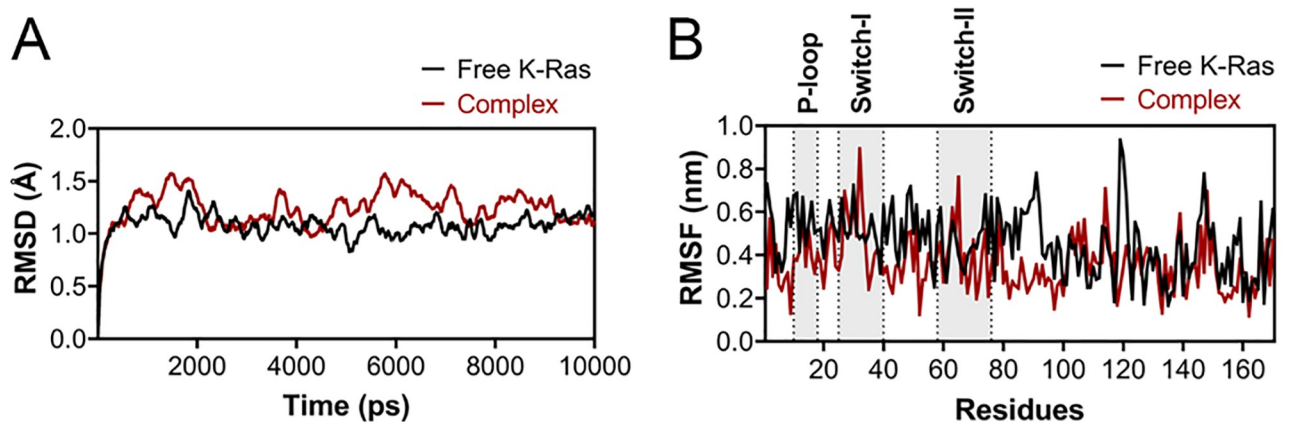 A
Free K-Ras
Complex
2.0
1.5
1.0
0.5
0.0
RMSD (Å)
2000 4000 6000 8000 10000
Time (ps)
B
P-loop
Switch-I
Switch-II
Free K-Ras
Complex
1.0
0.8
0.6
0.4
0.2
0.0
RMSF (nm)
20 40 60 80 100 120 140 160
Residues